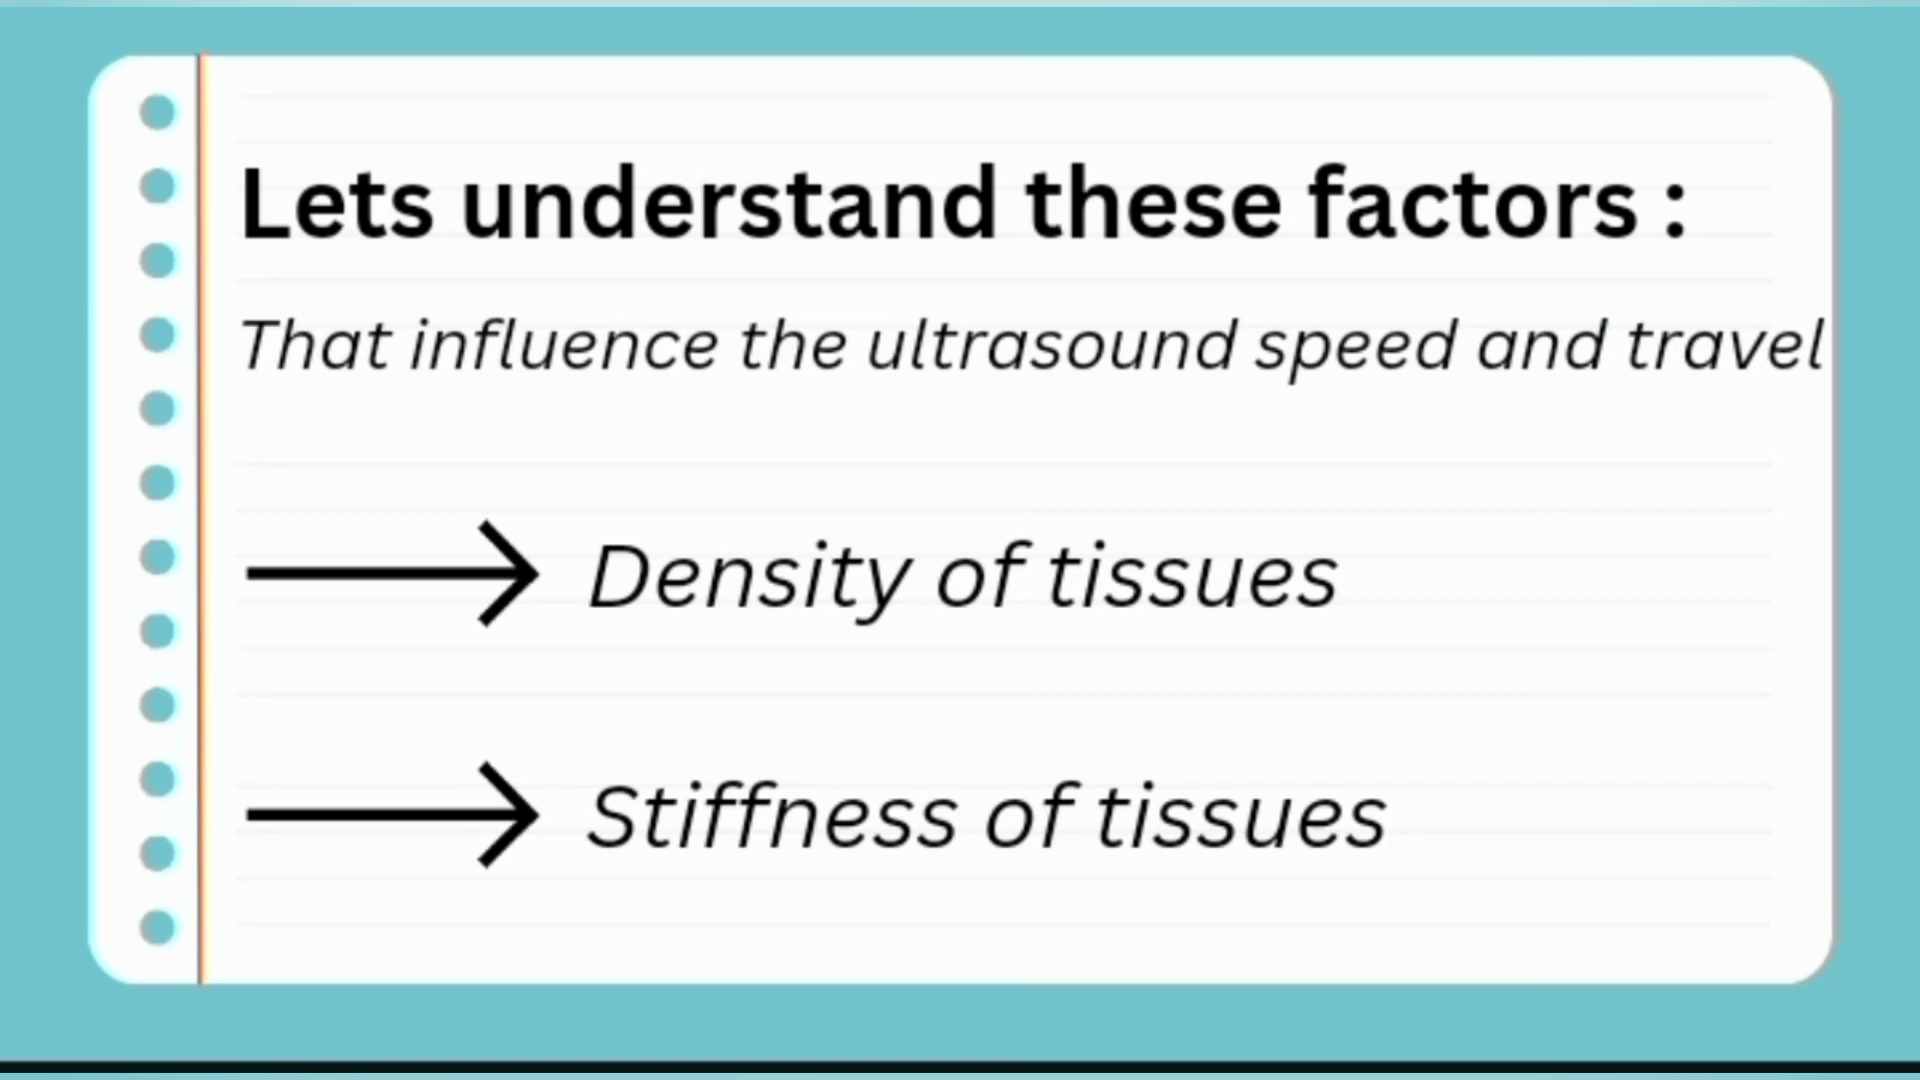 Lets understand these factors :
That influence the ultrasound speed and travel
Density of tissues
Stiffness of tissues